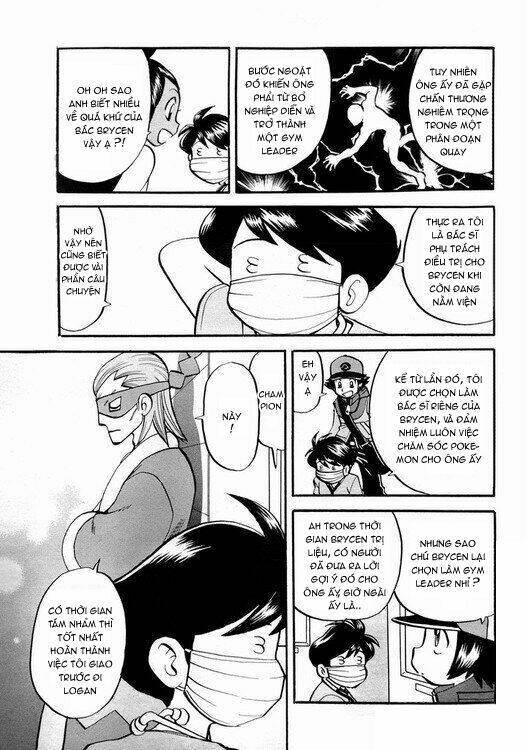 TUY NHIÊN
ÔNG ẤY ĐÃ GẶP
CHẤN THƯƠNG
NGHIÊM TRỌNG
TRONG MỘT
PHÂN ĐOẠN
QUAY
BƯỚC NGOẶT
ĐÓ KHIẾN ÔNG
PHẢI TỪ BỎ
NGHIỆP DIỄN VÀ
TRỞ THÀNH
MỘT GYM
LEADER
OH OH SAO
ANH BIẾT NHIỀU
VỀ QUÁ KHỨ CỦA
BÁC BRYCEN
VẬY Ạ ?!
THỰC RA TÔI
LÀ BÁC SĨ
PHỤ TRÁCH
ĐIỀU TRỊ CHO
BRYCEN KHI
CÒN ĐANG
NẰM VIỆN
NHỜ
VẬY NÊN
CŨNG BIẾT
ĐƯỢC VÀI
PHẦN CÂU
CHUYỆN
KỂ TỪ LẦN ĐÓ, TÔI
ĐƯỢC CHỌN LÀM
BÁC SĨ RIÊNG CỦA
BRYCEN, VÀ ĐẢM
NHIỆM LUÔN VIỆC
CHĂM SÓC POKE-
MON CHO ÔNG ẤY
EH
VẬY
Ạ
NHƯNG SAO
CHÚ BRYCEN LẠI
CHỌN LÀM GYM
LEADER NHỈ ?
AH TRONG THỜI
GIAN BRYCEN TRỊ
LIỆU, CÓ NGƯỜI
ĐÃ ĐƯA RA LỜI
GỢI Ý ĐÓ CHO
ÔNG ẤY, GIỜ NGÀI
ẤY LÀ..
CHAM
PION
NÀY
!
CÓ THỜI GIAN
TÁM NHẢM THÌ
TỐT NHẤT
HOÀN THÀNH
VIỆC TÔI GIAO
TRƯỚC ĐI
LOGAN